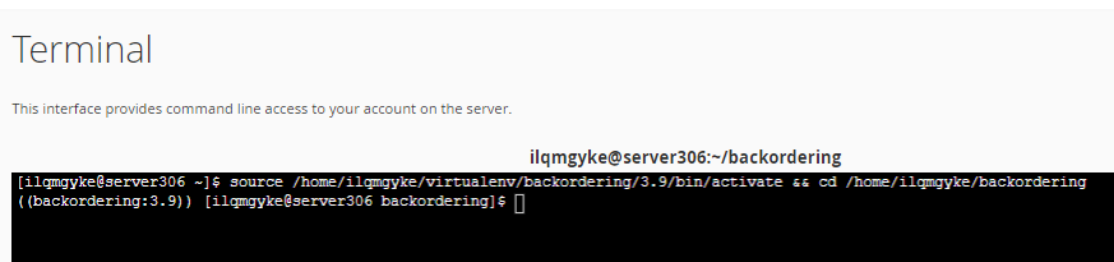 Terminal
This interface provides command line access to your account on the server.
ilqmgyke@server306:~/backordering
[ilqmgyke@server306 ~]$ source /home/ilqmgyke/virtualenv/backordering/3.9/bin/activate && cd /home/ilqmgyke/backordering
((backordering:3.9)) [ilqmgyke@server306 backordering]$